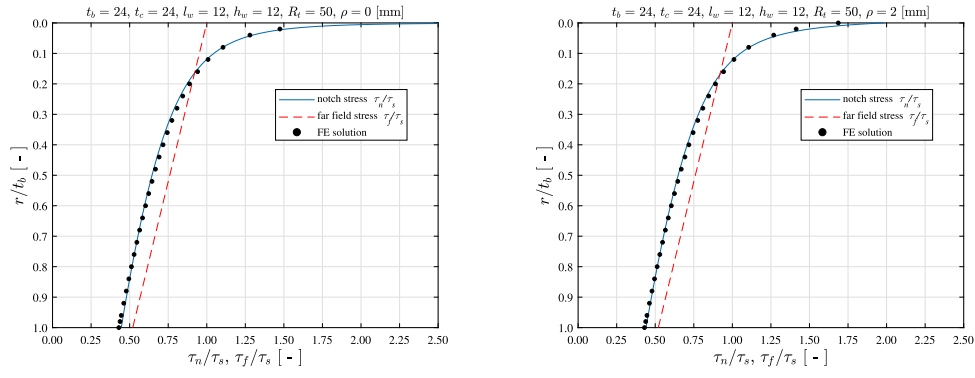 t_b = 24, t_c = 24, l_w = 12, h_w = 12, R_t = 50, ρ = 0 [mm]
0.0
0.1
0.2
0.3
0.4
0.5
0.6
0.7
0.8
0.9
1.0
r/t_b [ - ]
notch stress τ_n/τ_s
far field stress τ_f/τ_s
FE solution
0.00 0.25 0.50 0.75 1.00 1.25 1.50 1.75 2.00 2.25 2.50
τ_n/τ_s, τ_f/τ_s [ - ]
t_b = 24, t_c = 24, l_w = 12, h_w = 12, R_t = 50, ρ = 2 [mm]
0.0
0.1
0.2
0.3
0.4
0.5
0.6
0.7
0.8
0.9
1.0
r/t_b [ - ]
notch stress τ_n/τ_s
far field stress τ_f/τ_s
FE solution
0.00 0.25 0.50 0.75 1.00 1.25 1.50 1.75 2.00 2.25 2.50
τ_n/τ_s, τ_f/τ_s [ - ]